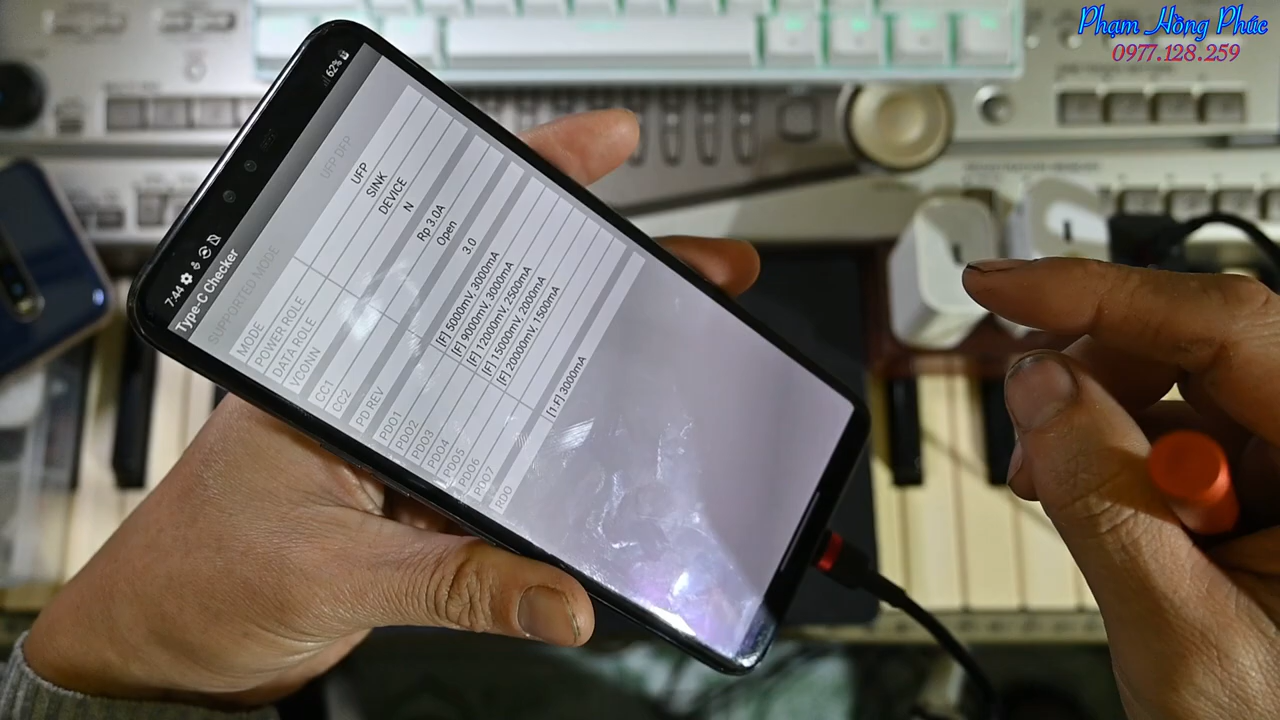 Phạm Hồng Phúc
0977.128.259
7:44
62%
Type-C Checker
SUPPORTED MODE UFP DFP
MODE UFP
POWER ROLE SINK
DATA ROLE DEVICE
VCONN N
CC1 Rp 3.0A
CC2 Open
PD REV 3.0
PDO1 [F] 5000mV, 3000mA
PDO2 [F] 9000mV, 3000mA
PDO3 [F] 12000mV, 2500mA
PDO4 [F] 15000mV, 2000mA
PDO5 [F] 20000mV, 1500mA
PDO6
PDO7
RDO [1-F] 3000mA